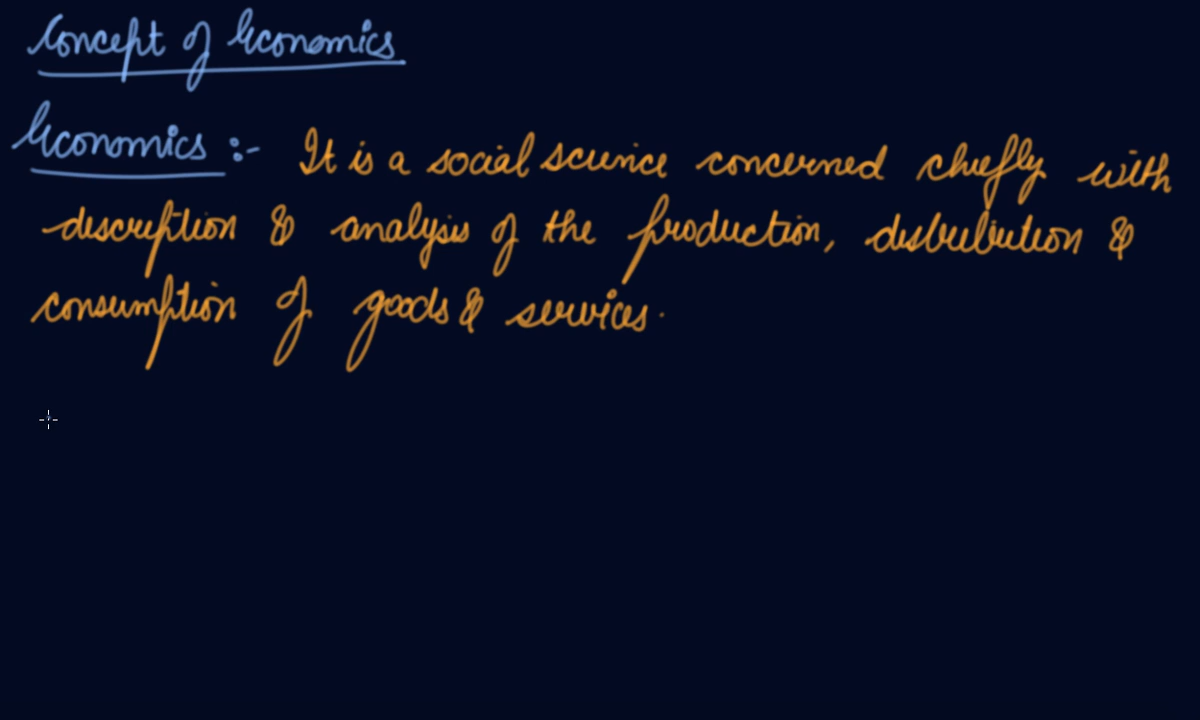 Concept of Economics
Economics :- It is a social science concerned chiefly with
description & analysis of the production, distribution &
consumption of goods & services.